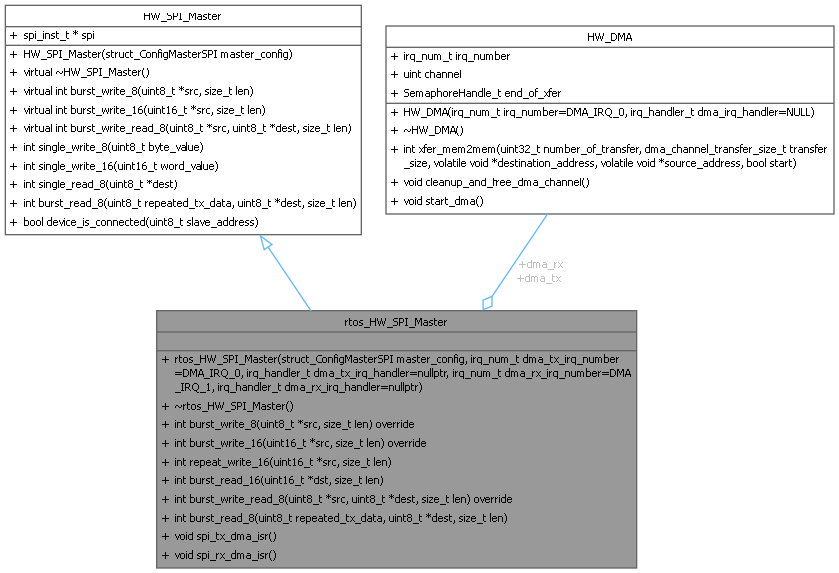 HW_SPI_Master
+ spi_inst_t * spi
+ HW_SPI_Master(struct_ConfigMasterSPI master_config)
+ virtual ~HW_SPI_Master()
+ virtual int burst_write_8(uint8_t *src, size_t len)
+ virtual int burst_write_16(uint16_t *src, size_t len)
+ virtual int burst_write_read_8(uint8_t *src, uint8_t *dest, size_t len)
+ int single_write_8(uint8_t byte_value)
+ int single_write_16(uint16_t word_value)
+ int single_read_8(uint8_t *dest)
+ int burst_read_8(uint8_t repeated_tx_data, uint8_t *dest, size_t len)
+ bool device_is_connected(uint8_t slave_address)
HW_DMA
+ irq_num_t irq_number
+ uint channel
+ SemaphoreHandle_t end_of_xfer
+ HW_DMA(irq_num_t irq_number=DMA_IRQ_0, irq_handler_t dma_irq_handler=NULL)
+ ~HW_DMA()
+ int xfer_mem2mem(uint32_t number_of_transfer, dma_channel_transfer_size_t transfer
_size, volatile void *destination_address, volatile void *source_address, bool start)
+ void cleanup_and_free_dma_channel()
+ void start_dma()
+dma_rx
+dma_tx
rtos_HW_SPI_Master
+ rtos_HW_SPI_Master(struct_ConfigMasterSPI master_config, irq_num_t dma_tx_irq_number
=DMA_IRQ_0, irq_handler_t dma_tx_irq_handler=nullptr, irq_num_t dma_rx_irq_number=DMA
_IRQ_1, irq_handler_t dma_rx_irq_handler=nullptr)
+ ~rtos_HW_SPI_Master()
+ int burst_write_8(uint8_t *src, size_t len) override
+ int burst_write_16(uint16_t *src, size_t len) override
+ int repeat_write_16(uint16_t *src, size_t len)
+ int burst_read_16(uint16_t *dst, size_t len)
+ int burst_write_read_8(uint8_t *src, uint8_t *dest, size_t len) override
+ int burst_read_8(uint8_t repeated_tx_data, uint8_t *dest, size_t len)
+ void spi_tx_dma_isr()
+ void spi_rx_dma_isr()